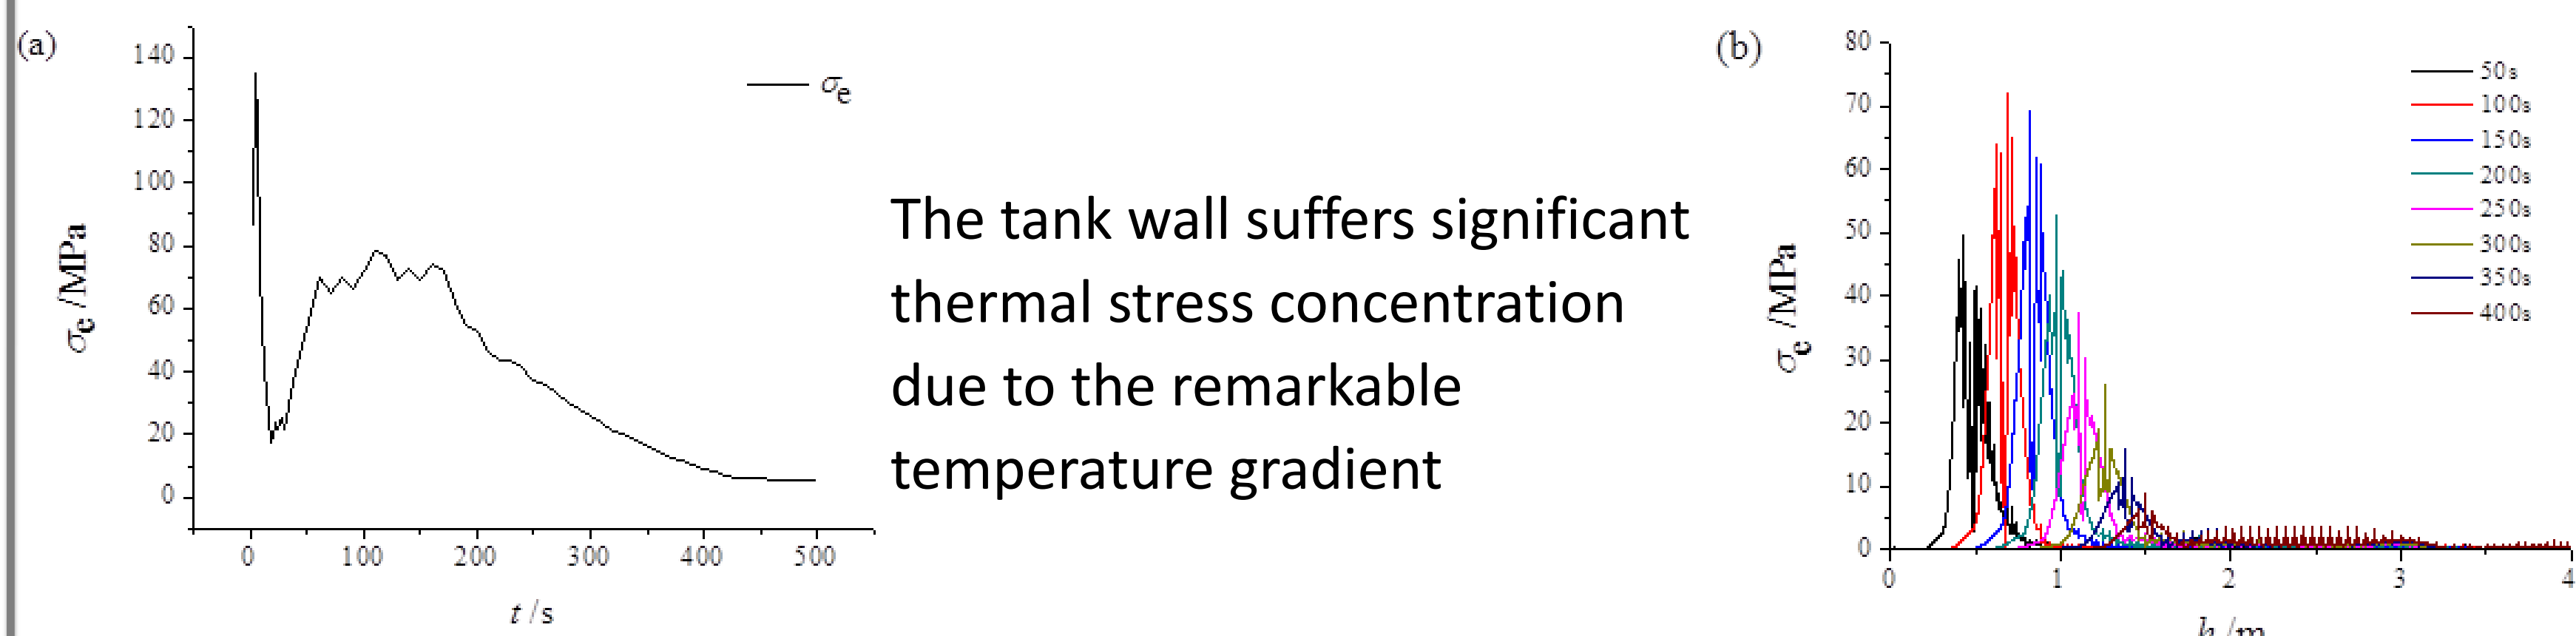 (a)
140
120
100
80
60
40
20
0
σe /MPa
σe
0 100 200 300 400 500
t /s
The tank wall suffers significant
thermal stress concentration
due to the remarkable
temperature gradient
(b)
80
70
60
50
40
30
20
10
0
σe /MPa
50s
100s
150s
200s
250s
300s
350s
400s
0 1 2 3 4
h /m